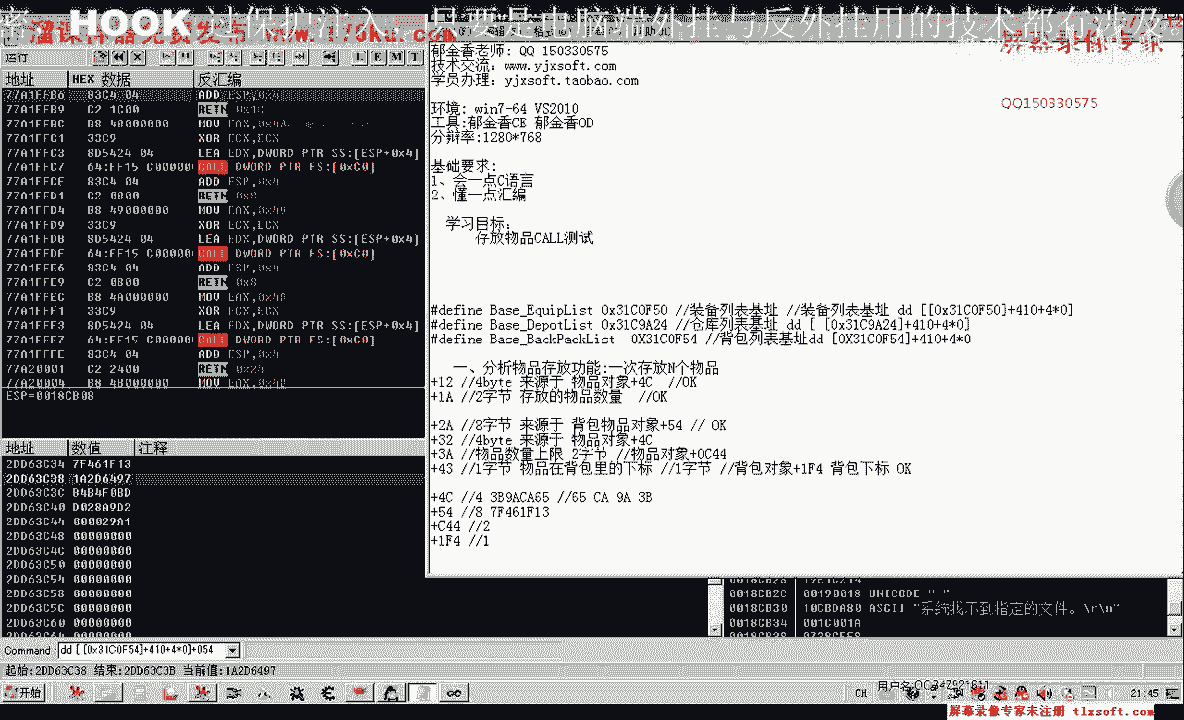 密 HOOK 过保护注入 只要是电脑端外挂与反外挂用的技术都有涉及
屏幕录像专家
QQ150330575
运行
L E M T
地址 HEX 数据 反汇编
77A1FFB6 83C4 04 ADD ESP,0x4
77A1FFB9 C2 1C00 RETN 0x1C
77A1FFBC B8 48000000
77A1FFC1 33C9 XOR ECX,ECX
77A1FFC3 8D5424 04 LEA EDX,DWORD PTR SS:[ESP+0x4]
77A1FFC7 64:FF15 C000000 CALL DWORD PTR FS:[0xC0]
77A1FFCE 83C4 04 ADD ESP,0x4
77A1FFD1 C2 0800 RETN 0x8
77A1FFD4 B8 49000000 MOV EAX,0x49
77A1FFD9 33C9 XOR ECX,ECX
77A1FFDB 8D5424 04 LEA EDX,DWORD PTR SS:[ESP+0x4]
77A1FFDF 64:FF15 C000000 CALL DWORD PTR FS:[0xC0]
77A1FFE6 83C4 04 ADD ESP,0x4
77A1FFE9 C2 0800 RETN 0x8
77A1FFEC B8 4A000000 MOV EAX,0x4A
77A1FFF1 33C9 XOR ECX,ECX
77A1FFF3 8D5424 04 LEA EDX,DWORD PTR SS:[ESP+0x4]
77A1FFF7 64:FF15 C000000 CALL DWORD PTR FS:[0xC0]
77A1FFFE 83C4 04 ADD ESP,0x4
77A20001 C2 2400 RETN 0x24
77A20004 B8 4B000000 MOV EAX,0x4B
ESP=0018CB08
地址 数值 注释
2DD63C34 7F461F13
2DD63C38 1A2D6497
2DD63C3C B4B4F0BD
2DD63C40 D028A9D2
2DD63C44 000029A1
2DD63C48 00000000
2DD63C4C 00000000
2DD63C50 00000000
2DD63C54 00000000
2DD63C58 00000000
2DD63C5C 00000000
2DD63C60 00000000
2DD63C64 00000000
郁金香老师: QQ 150330575
技术交流: www.yjxsoft.com
学员办理: yjxsoft.taobao.com
环境: win7-64 VS2010
工具:郁金香CE 郁金香OD
分辩率:1280*768
基础要求:
1、会一点C语言
2、懂一点汇编
学习目标:
存放物品CALL测试
#define Base_EquipList 0x31C0F50 //装备列表基址 //装备列表基址 dd [[0x31C0F50]+410+4*0]
#define Base_DepotList 0x31C9A24 //仓库列表基址 dd [ [0x31C9A24]+410+4*0]
#define Base_BackPackList 0X31C0F54 //背包列表基址dd [0X31C0F54]+410+4*0
一、分析物品存放功能:一次存放N个物品
+12 //4byte 来源于 物品对象+4C //OK
+1A //2字节 存放的物品数量 //OK
+2A //8字节 来源于 背包物品对象+54 // OK
+32 //4byte 来源于 物品对象+4C
+3A //物品数量上限 2字节 //物品对象+0C44
+43 //1字节 物品在背包里的下标 //1字节 //背包对象+1F4 背包下标 OK
+4C //4 3B9ACA65 //65 CA 9A 3B
+54 //8 7F461F13
+C44 //2
+1F4 //1
0018CB2C 00190018 UNICODE " "
0018CB30 10CBDA80 ASCII "系统找不到指定的文件。\r\n"
0018CB34 001C001A
Command dd [ [0x31C0F54]+410+4*0]+054
起始:2DD63C38 结束:2DD63C3B 当前值:1A2D6497
开始
CH
21:45
屏幕录像专家未注册 tlxsoft.com